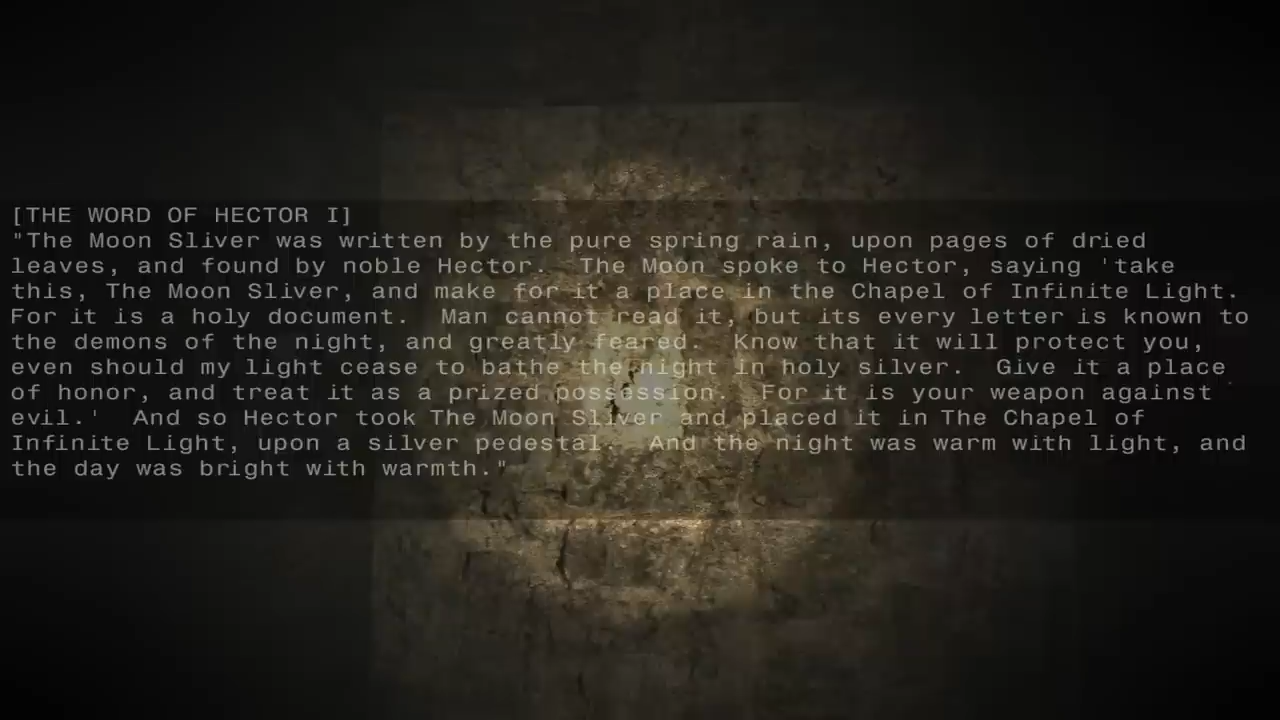 [THE WORD OF HECTOR I]
"The Moon Sliver was written by the pure spring rain, upon pages of dried
leaves, and found by noble Hector.  The Moon spoke to Hector, saying 'take
this, The Moon Sliver, and make for it a place in the Chapel of Infinite Light.
For it is a holy document.  Man cannot read it, but its every letter is known to
the demons of the night, and greatly feared.  Know that it will protect you,
even should my light cease to bathe the night in holy silver.  Give it a place
of honor, and treat it as a prized possession.  For it is your weapon against
evil.'  And so Hector took The Moon Sliver and placed it in The Chapel of
Infinite Light, upon a silver pedestal.  And the night was warm with light, and
the day was bright with warmth."